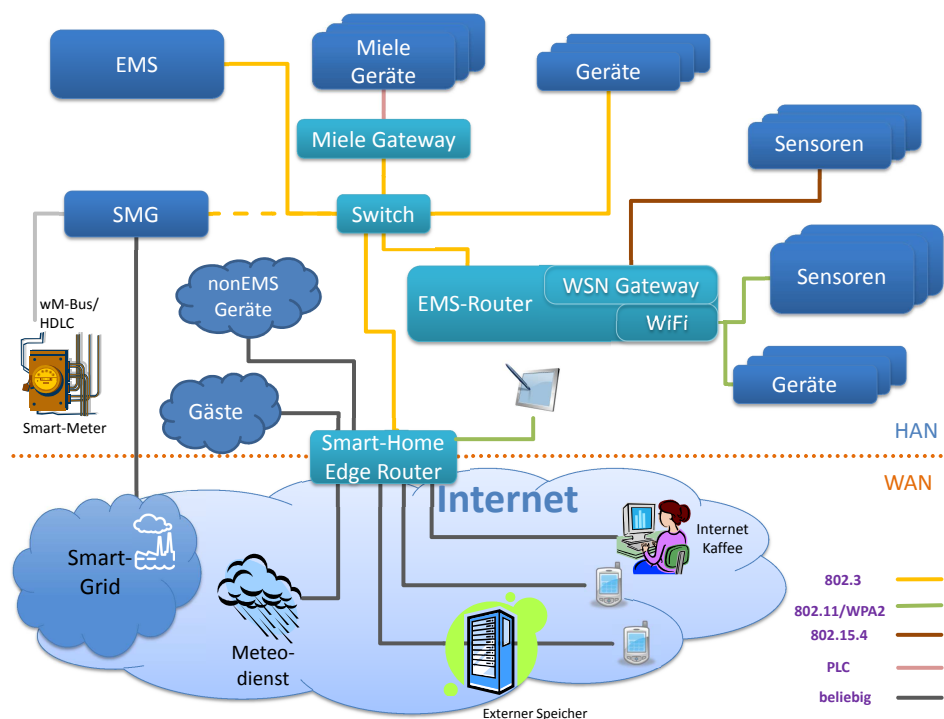 EMS
Miele
Geräte
Geräte
Miele Gateway
Sensoren
SMG
Switch
nonEMS
Geräte
WSN Gateway
EMS-Router
WiFi
Sensoren
wM-Bus/
HDLC
Smart-Meter
Gäste
Geräte
Smart-Home
Edge Router
HAN
WAN
Internet
Internet
Kaffee
Smart-
Grid
Meteo-
dienst
Externer Speicher
802.3
802.11/WPA2
802.15.4
PLC
beliebig